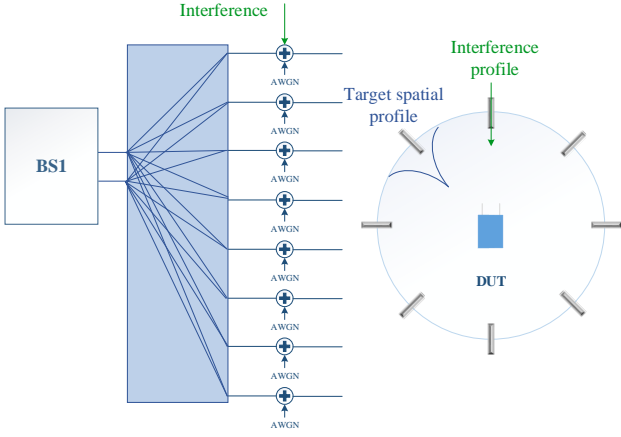 Interference
AWGN
AWGN
AWGN
AWGN
AWGN
AWGN
AWGN
AWGN
BS1
Interference
profile
Target spatial
profile
DUT